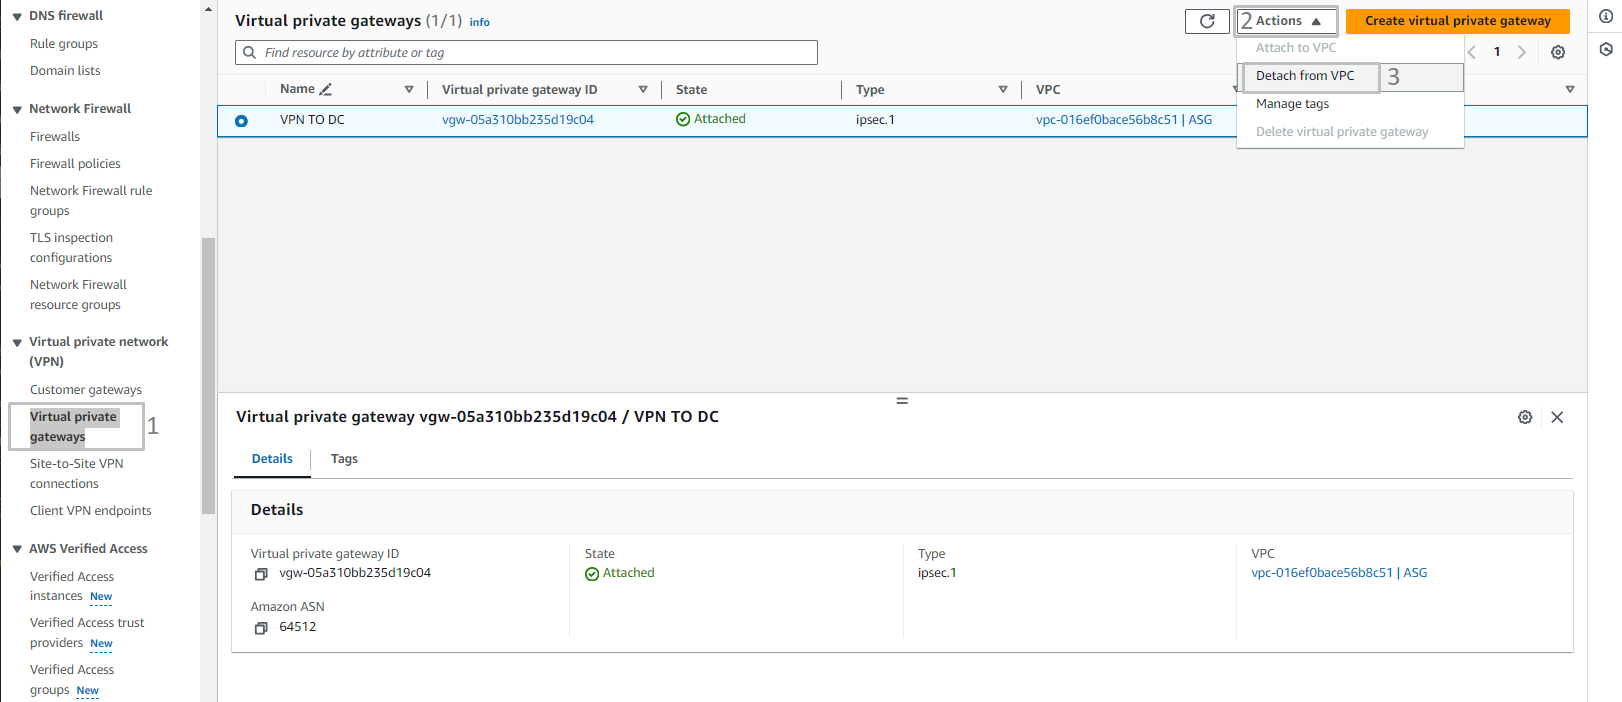 DNS firewall
Rule groups
Domain lists
Network Firewall
Firewalls
Firewall policies
Network Firewall rule
groups
TLS inspection
configurations
Network Firewall
resource groups
Virtual private network
(VPN)
Customer gateways
Virtual private
gateways
1
Site-to-Site VPN
connections
Client VPN endpoints
AWS Verified Access
Verified Access
instances New
Verified Access trust
providers New
Verified Access
groups New
Virtual private gateways (1/1) info
2 Actions
Create virtual private gateway
Find resource by attribute or tag
1
Attach to VPC
Detach from VPC 3
Manage tags
Delete virtual private gateway
Name Virtual private gateway ID State Type VPC
VPN TO DC vgw-05a310bb235d19c04 Attached ipsec.1 vpc-016ef0bace56b8c51 | ASG
Virtual private gateway vgw-05a310bb235d19c04 / VPN TO DC
Details Tags
Details
Virtual private gateway ID State Type VPC
vgw-05a310bb235d19c04 Attached ipsec.1 vpc-016ef0bace56b8c51 | ASG
Amazon ASN
64512